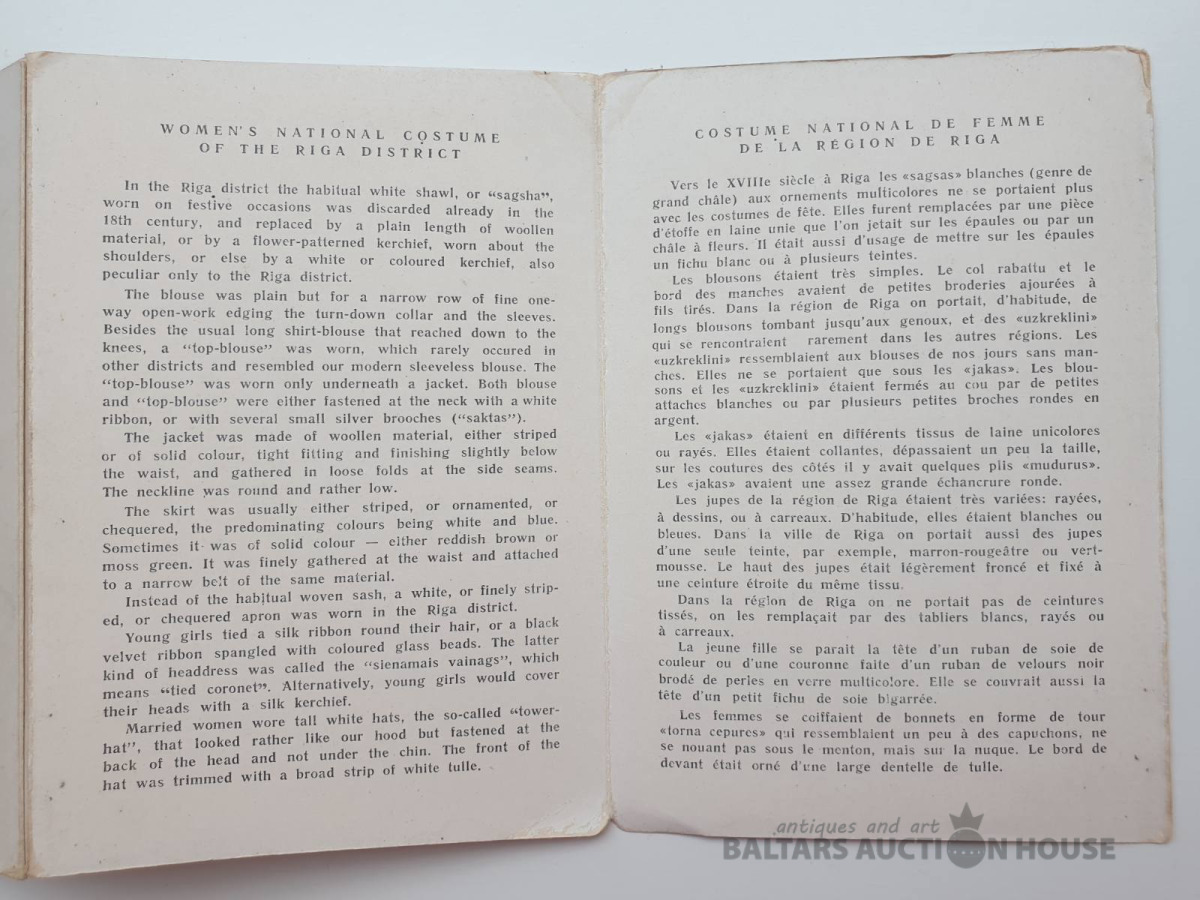 WOMEN'S NATIONAL COSTUME
OF THE RIGA DISTRICT
In the Riga district the habitual white shawl, or “sagsha”,
worn on festive occasions was discarded already in the
18th century, and replaced by a plain length of woollen
material, or by a flower-patterned kerchief, worn about the
shoulders, or else by a white or coloured kerchief, also
peculiar only to the Riga district.
The blouse was plain but for a narrow row of fine one-
way open-work edging the turn-down collar and the sleeves.
Besides the usual long shirt-blouse that reached down to the
knees, a “top-blouse” was worn, which rarely occured in
other districts and resembled our modern sleeveless blouse. The
“top-blouse” was worn only underneath a jacket. Both blouse
and “top-blouse” were either fastened at the neck with a white
ribbon, or with several small silver brooches (“saktas”).
The jacket was made of woollen material, either striped
or of solid colour, tight fitting and finishing slightly below
the waist, and gathered in loose folds at the side seams.
The neckline was round and rather low.
The skirt was usually either striped, or ornamented, or
chequered, the predominating colours being white and blue.
Sometimes it was of solid colour — either reddish brown or
moss green. It was finely gathered at the waist and attached
to a narrow belt of the same material.
Instead of the habitual woven sash, a white, or finely strip-
ed, or chequered apron was worn in the Riga district.
Young girls tied a silk ribbon round their hair, or a black
velvet ribbon spangled with coloured glass beads. The latter
kind of headdress was called the “sienamais vainags”, which
means “tied coronet”. Alternatively, young girls would cover
their heads with a silk kerchief.
Married women wore tall white hats, the so-called “tower-
hat”, that looked rather like our hood but fastened at the
back of the head and not under the chin. The front of the
hat was trimmed with a broad strip of white tulle.
COSTUME NATIONAL DE FEMME
DE LA RÉGION DE RIGA
Vers le XVIIIe siècle à Riga les «sagsas» blanches (genre de
grand châle) aux ornements multicolores ne se portaient plus
avec les costumes de fête. Elles furent remplacées par une pièce
d'étoffe en laine unie que l'on jetait sur les épaules ou par un
châle à fleurs. Il était aussi d'usage de mettre sur les épaules
un fichu blanc ou à plusieurs teintes.
Les blousons étaient très simples. Le col rabattu et le
bord des manches avaient de petites broderies ajourées à
fils tirés. Dans la région de Riga on portait, d'habitude, de
longs blousons tombant jusqu'aux genoux, et des «uzkreklini»
qui se rencontraient rarement dans les autres régions. Les
«uzkreklini» ressemblaient aux blouses de nos jours sans man-
ches. Elles ne se portaient que sous les «jakas». Les blou-
sons et les «uzkreklini» étaient fermés au cou par de petites
attaches blanches ou par plusieurs petites broches rondes en
argent.
Les «jakas» étaient en différents tissus de laine unicolores
ou rayés. Elles étaient collantes, dépassaient un peu la taille,
sur les coutures des côtés il y avait quelques plis «mudurus».
Les «jakas» avaient une assez grande échancrure ronde.
Les jupes de la région de Riga étaient très variées: rayées,
à dessins, ou à carreaux. D'habitude, elles étaient blanches ou
bleues. Dans la ville de Riga on portait aussi des jupes
d'une seule teinte, par exemple, marron-rougeâtre ou vert-
mousse. Le haut des jupes était légèrement froncé et fixé à
une ceinture étroite du même tissu.
Dans la région de Riga on ne portait pas de ceintures
tissés, on les remplaçait par des tabliers blancs, rayés ou
à carreaux.
La jeune fille se parait la tête d'un ruban de soie de
couleur ou d'une couronne faite d'un ruban de velours noir
brodé de perles en verre multicolore. Elle se couvrait aussi la
tête d'un petit fichu de soie bigarrée.
Les femmes se coiffaient de bonnets en forme de tour
«torna cepures» qui ressemblaient un peu à des capuchons, ne
se nouant pas sous le menton, mais sur la nuque. Le bord de
devant était orné d'une large dentelle de tulle.
antiques and art
BALTARS AUCTION HOUSE